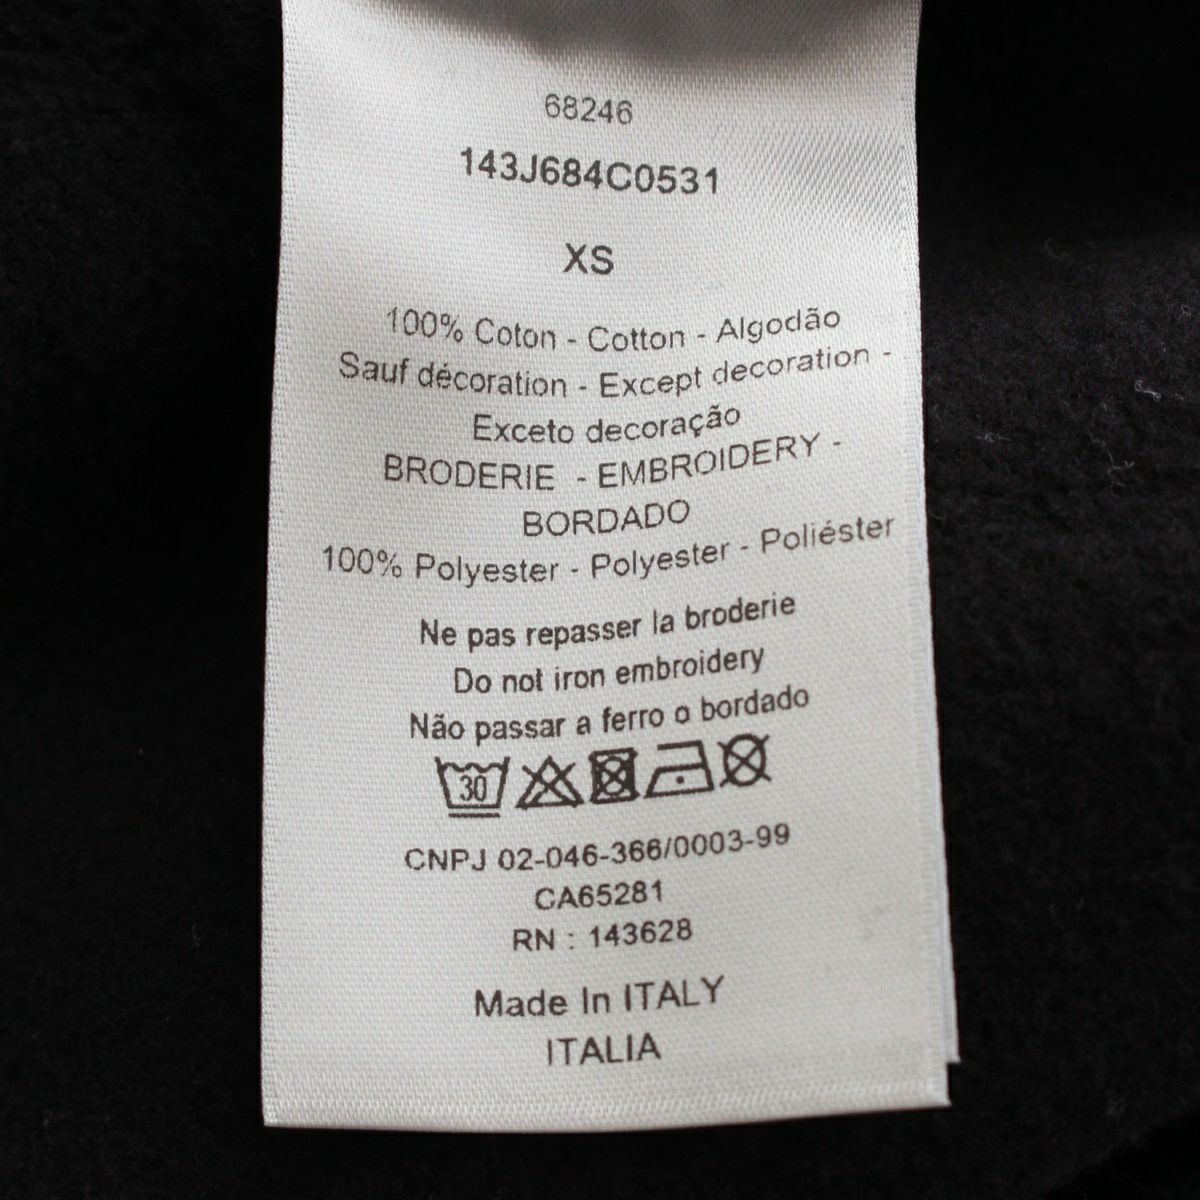 68246
143J684C0531
XS
100% Coton - Cotton - Algodão
Sauf décoration - Except decoration -
Exceto decoração
BRODERIE - EMBROIDERY -
BORDADO
100% Polyester - Polyester - Poliéster
Ne pas repasser la broderie
Do not iron embroidery
Não passar a ferro o bordado
30
CNPJ 02-046-366/0003-99
CA65281
RN : 143628
Made In ITALY
ITALIA